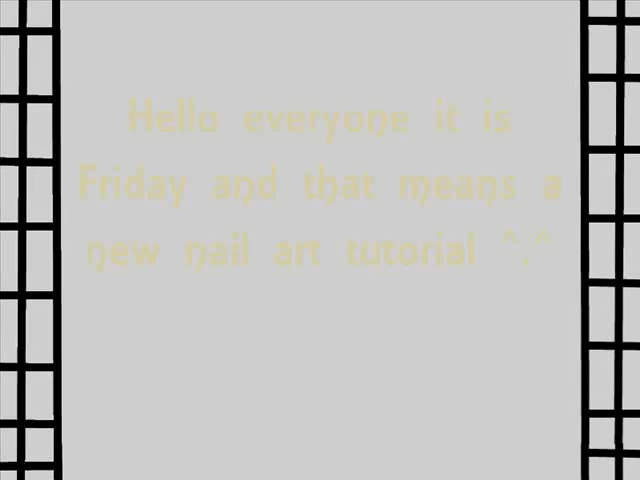 Hello everyone it is
Friday and that means a
new nail art tutorial ^.^